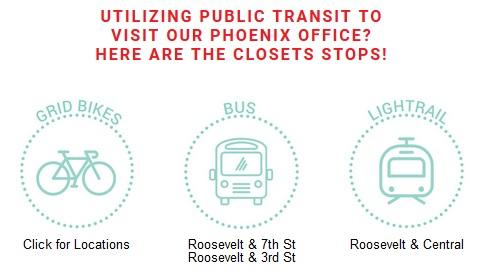 UTILIZING PUBLIC TRANSIT TO
VISIT OUR PHOENIX OFFICE?
HERE ARE THE CLOSETS STOPS!
GRID BIKES
Click for Locations
BUS
Roosevelt & 7th St
Roosevelt & 3rd St
LIGHTRAIL
Roosevelt & Central